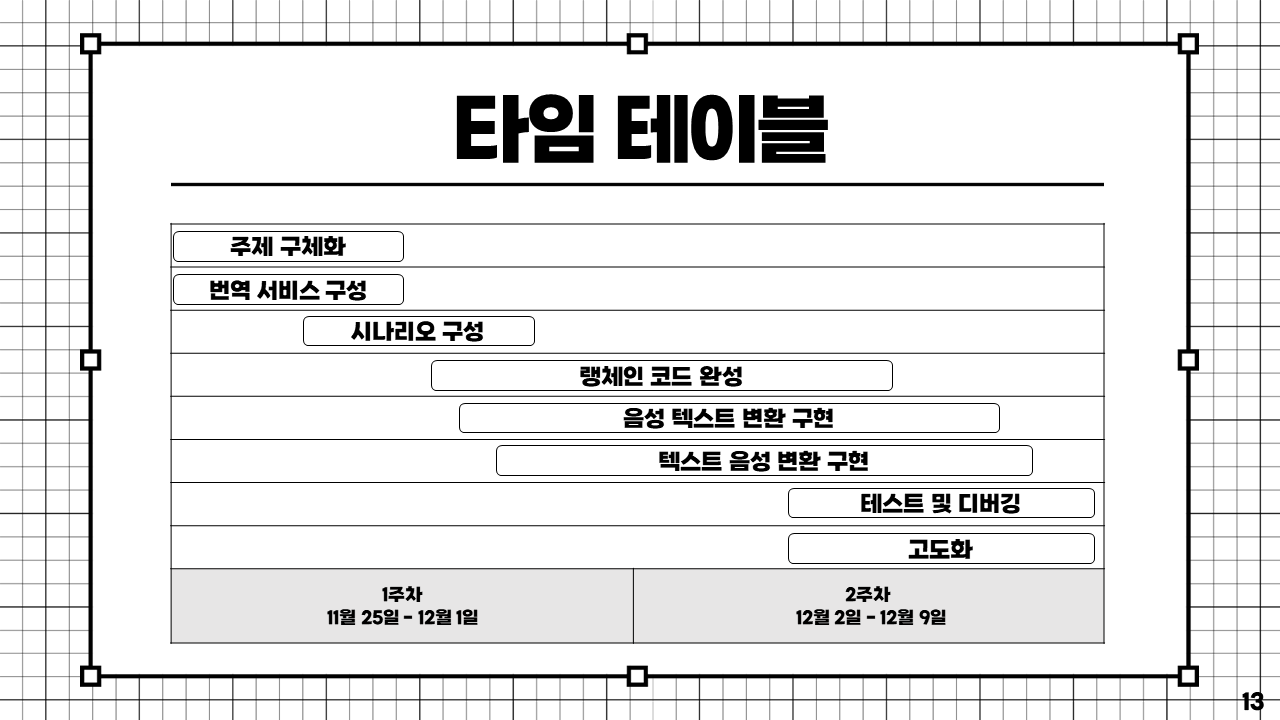 타임 테이블
주제 구체화
번역 서비스 구성
시나리오 구성
랭체인 코드 완성
음성 텍스트 변환 구현
텍스트 음성 변환 구현
테스트 및 디버깅
고도화
1주차
11월 25일 - 12월 1일
2주차
12월 2일 - 12월 9일
13